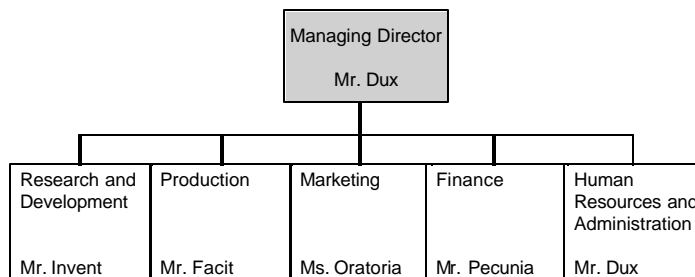 Managing Director
Mr. Dux
Research and
Development
Mr. Invent
Production
Mr. Facit
Marketing
Ms. Oratoria
Finance
Mr. Pecunia
Human
Resources and
Administration
Mr. Dux